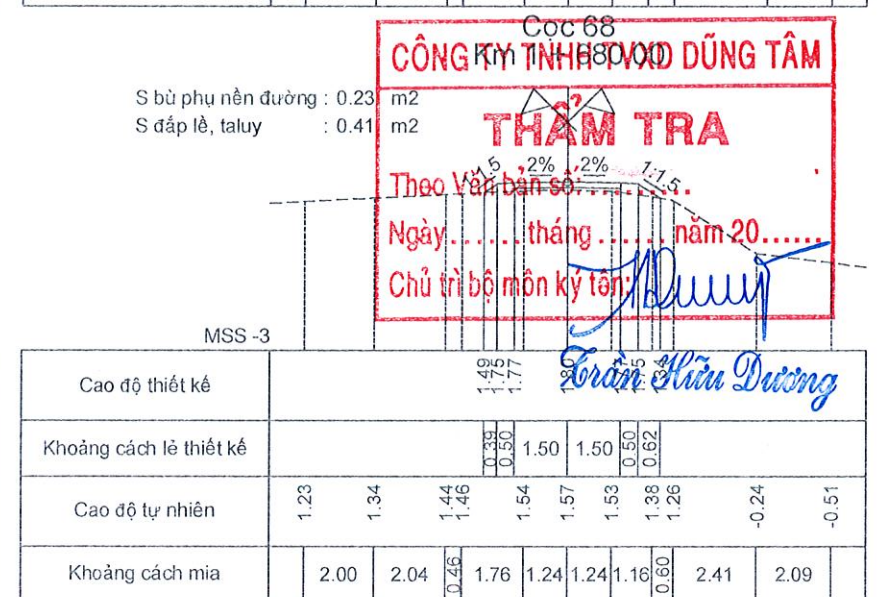 Cọc 68
Km 1 + 680.00
CÔNG TY TNHH TVXD DŨNG TÂM
S bù phụ nền đường : 0.23 m2
S đắp lề, taluy : 0.41 m2
THẨM TRA
1:1.5 2% 2% 1:1.5
Theo Văn bản số:..........
Ngày...... tháng ...... năm 20......
Chủ trì bộ môn ký tên:
MSS -3
Trần Hữu Dương
Cao độ thiết kế 1.49 1.75 1.77 1.80
Khoảng cách lẻ thiết kế 0.39 0.50 1.50 1.50 0.50 0.62
Cao độ tự nhiên 1.23 1.34 1.44 1.46 1.54 1.57 1.53 1.38 1.26 -0.24 -0.51
Khoảng cách mia 2.00 2.04 0.46 1.76 1.24 1.24 1.16 0.60 2.41 2.09